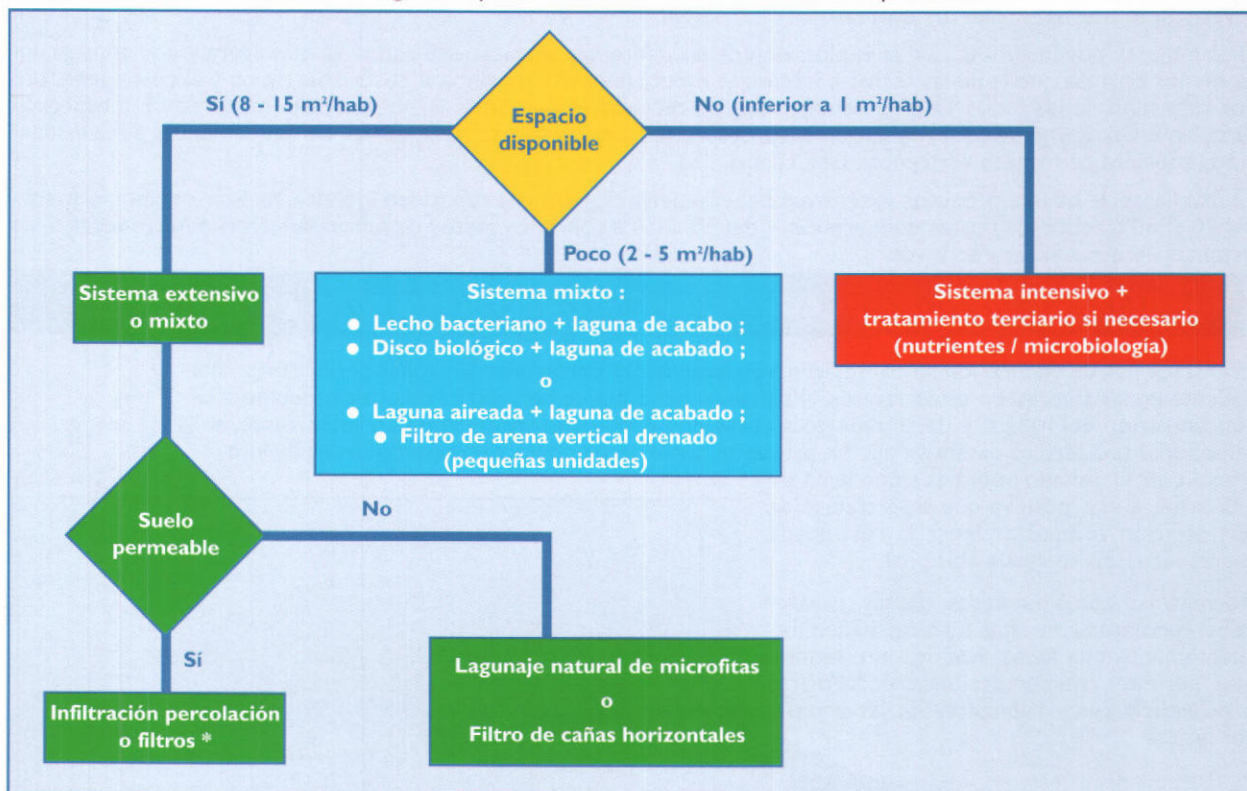 Espacio
disponible
Sí (8 - 15 m²/hab)
No (inferior a 1 m²/hab)
Poco (2 - 5 m²/hab)
Sistema extensivo
o mixto
Sistema mixto :
● Lecho bacteriano + laguna de acabo ;
● Disco biológico + laguna de acabado ;
o
● Laguna aireada + laguna de acabado ;
● Filtro de arena vertical drenado
(pequeñas unidades)
Sistema intensivo +
tratamiento terciario si necesario
(nutrientes / microbiología)
Suelo
permeable
No
Sí
Infiltración percolación
o filtros *
Lagunaje natural de microfitas
o
Filtro de cañas horizontales